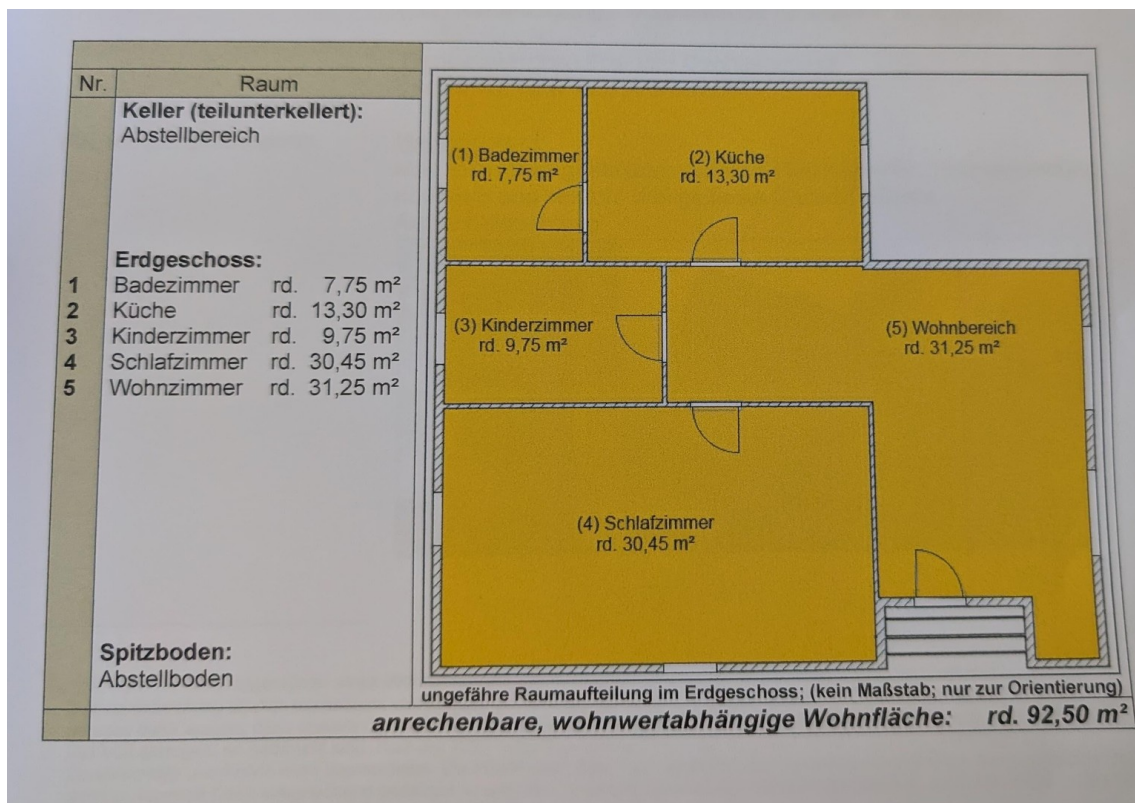 Nr. Raum
Keller (teilunterkellert):
Abstellbereich
Erdgeschoss:
1 Badezimmer rd. 7,75 m²
2 Küche rd. 13,30 m²
3 Kinderzimmer rd. 9,75 m²
4 Schlafzimmer rd. 30,45 m²
5 Wohnzimmer rd. 31,25 m²
Spitzboden:
Abstellboden
(1) Badezimmer
rd. 7,75 m²
(2) Küche
rd. 13,30 m²
(3) Kinderzimmer
rd. 9,75 m²
(5) Wohnbereich
rd. 31,25 m²
(4) Schlafzimmer
rd. 30,45 m²
ungefähre Raumaufteilung im Erdgeschoss; (kein Maßstab; nur zur Orientierung)
anrechenbare, wohnwertabhängige Wohnfläche: rd. 92,50 m²